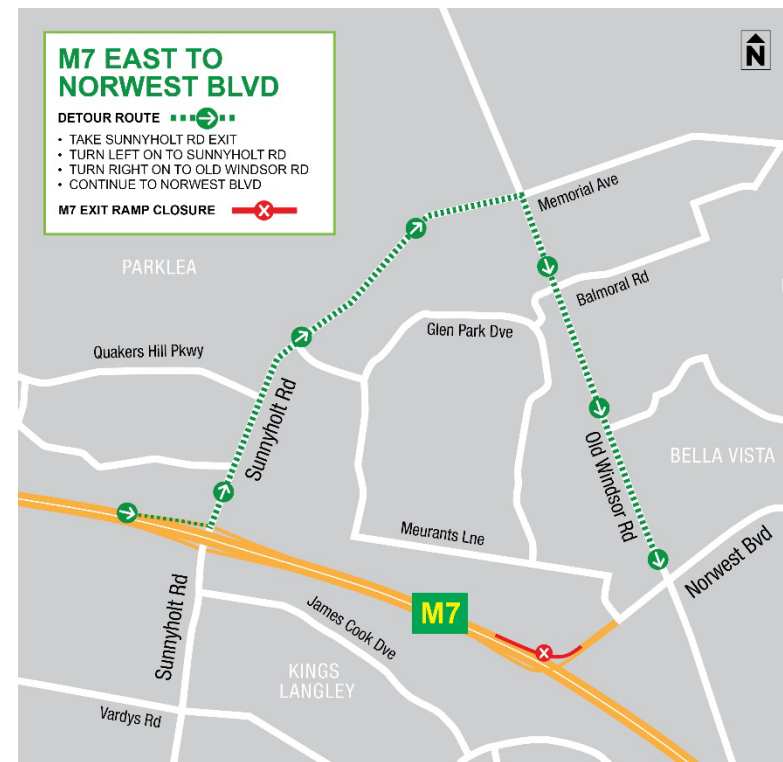 M7 EAST TO
NORWEST BLVD
DETOUR ROUTE
• TAKE SUNNYHOLT RD EXIT
• TURN LEFT ON TO SUNNYHOLT RD
• TURN RIGHT ON TO OLD WINDSOR RD
• CONTINUE TO NORWEST BLVD
M7 EXIT RAMP CLOSURE
N
Memorial Ave
PARKLEA
Balmoral Rd
Glen Park Dve
Quakers Hill Pkwy
Sunnyholt Rd
Old Windsor Rd
BELLA VISTA
Meurants Lne
Norwest Bvd
M7
Sunnyholt Rd
James Cook Dve
KINGS
LANGLEY
Vardys Rd